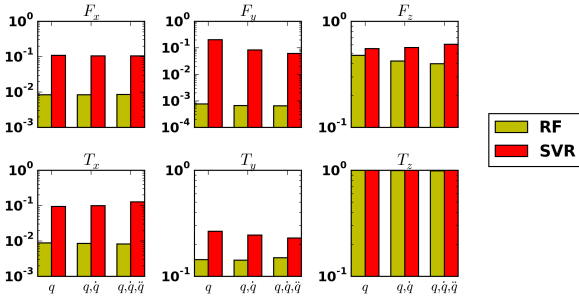 F_x F_y F_z
10^0 10^0 10^0
10^-1 10^-1
10^-2 10^-2
10^-3
10^-3 10^-4 10^-1
RF
SVR
T_x T_y T_z
10^0 10^0 10^0
10^-1
10^-2
10^-3 10^-1 10^-1
q q,q̇ q,q̇,q̈ q q,q̇ q,q̇,q̈ q q,q̇ q,q̇,q̈